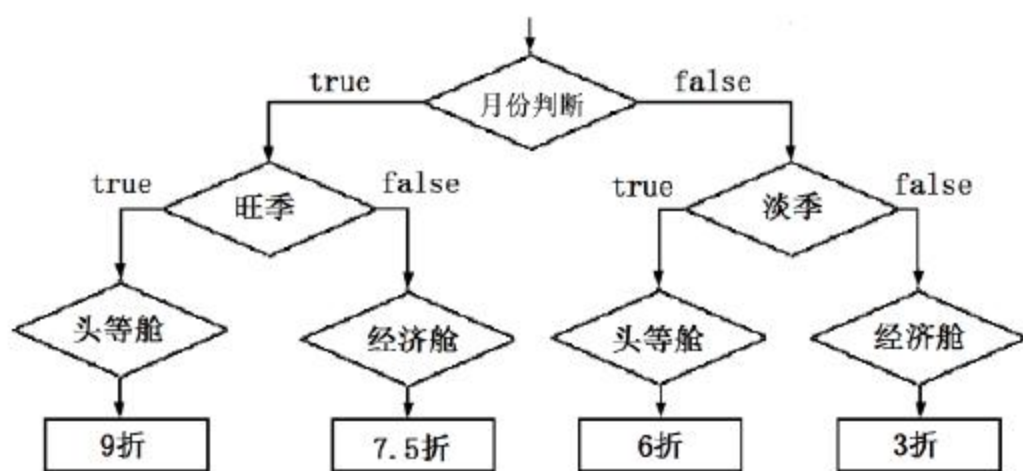 true
月份判断
false
true
旺季
false
true
淡季
false
头等舱
经济舱
头等舱
经济舱
9折
7.5折
6折
3折